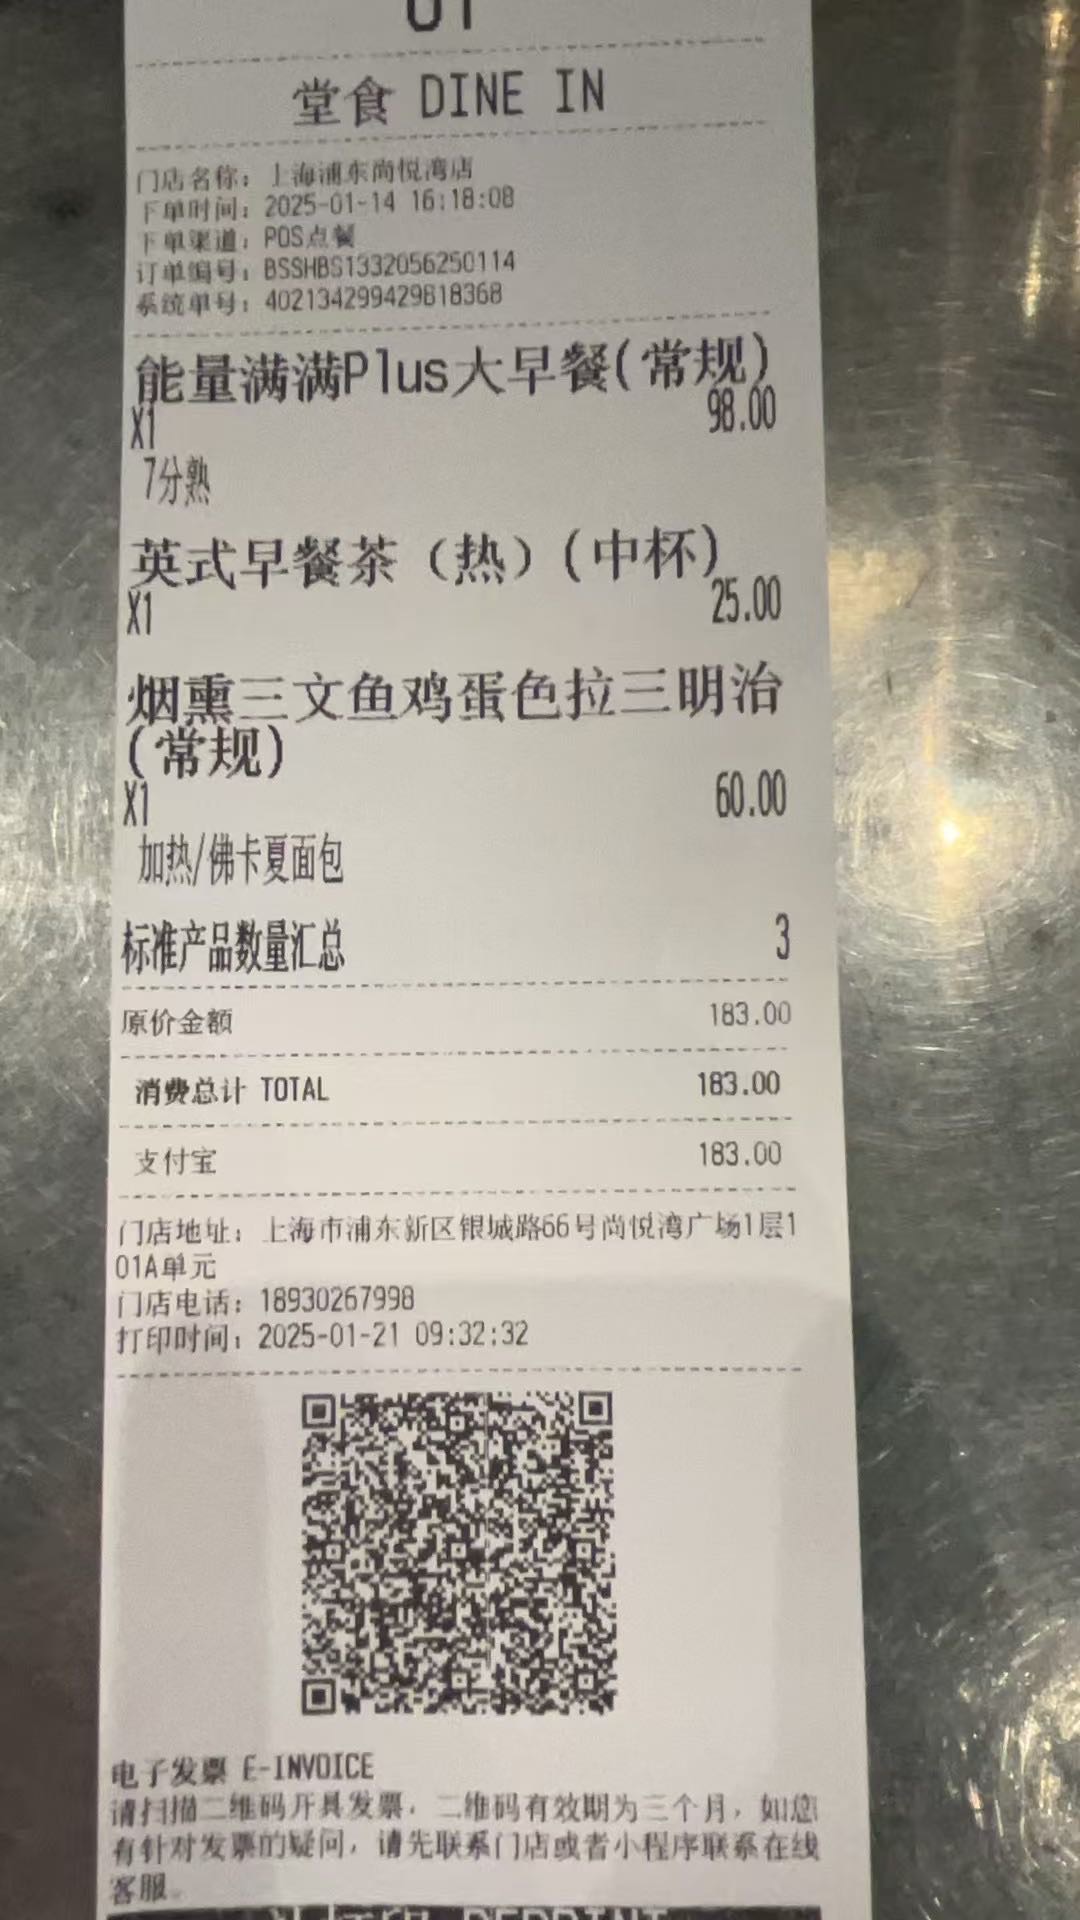 01
堂食 DINE IN
门店名称：上海浦东尚悦湾店
下单时间：2025-01-14 16:18:08
下单渠道：POS点餐
订单编号：BSSHBS1332056250114
系统单号：402134299429818368
能量满满Plus大早餐(常规)
X1 98.00
7分熟
英式早餐茶（热）(中杯)
X1 25.00
烟熏三文鱼鸡蛋色拉三明治
(常规)
X1 60.00
加热/佛卡夏面包
标准产品数量汇总 3
原价金额 183.00
消费总计 TOTAL 183.00
支付宝 183.00
门店地址：上海市浦东新区银城路66号尚悦湾广场1层1
01A单元
门店电话：18930267998
打印时间：2025-01-21 09:32:32
电子发票 E-INVOICE
请扫描二维码开具发票，二维码有效期为三个月，如您
有针对发票的疑问，请先联系门店或者小程序联系在线
客服。
REPRINT